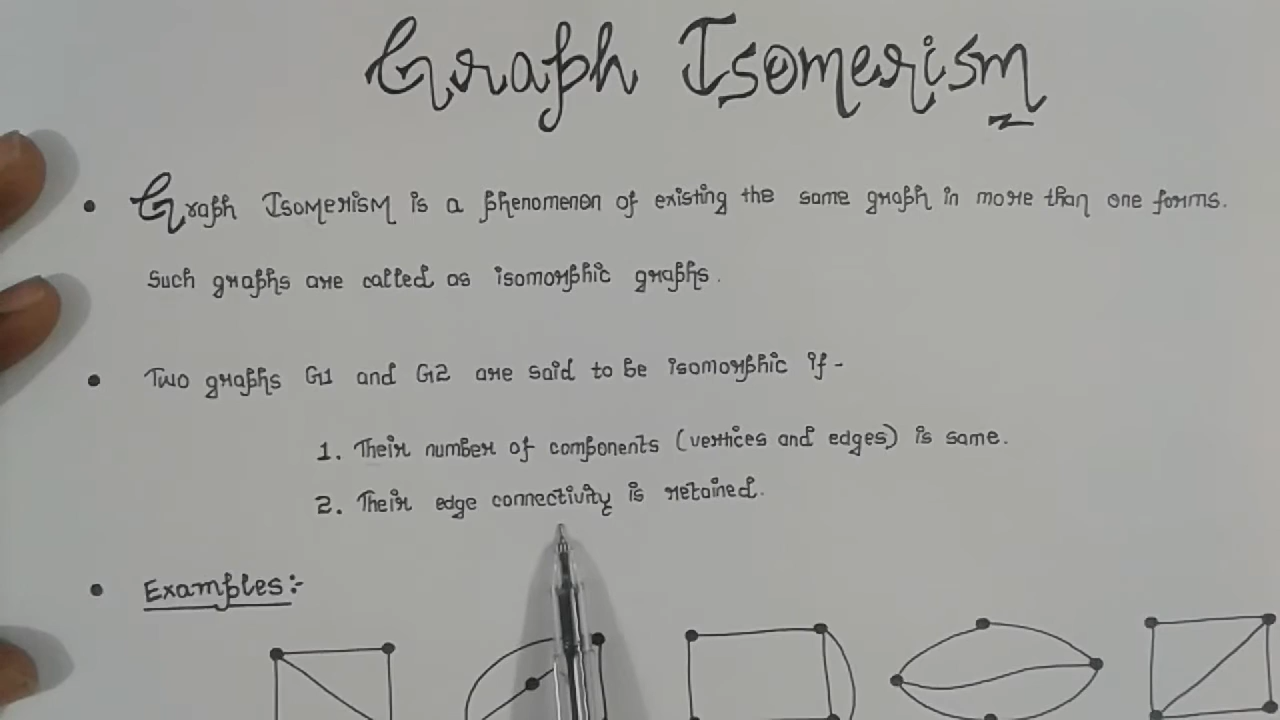 Graph Isomerism
• Graph Isomerism is a phenomenon of existing the same graph in more than one forms.
Such graphs are called as isomorphic graphs.
• Two graphs G1 and G2 are said to be isomorphic if-
1. Their number of components (vertices and edges) is same.
2. Their edge connectivity is retained.
• Examples:-